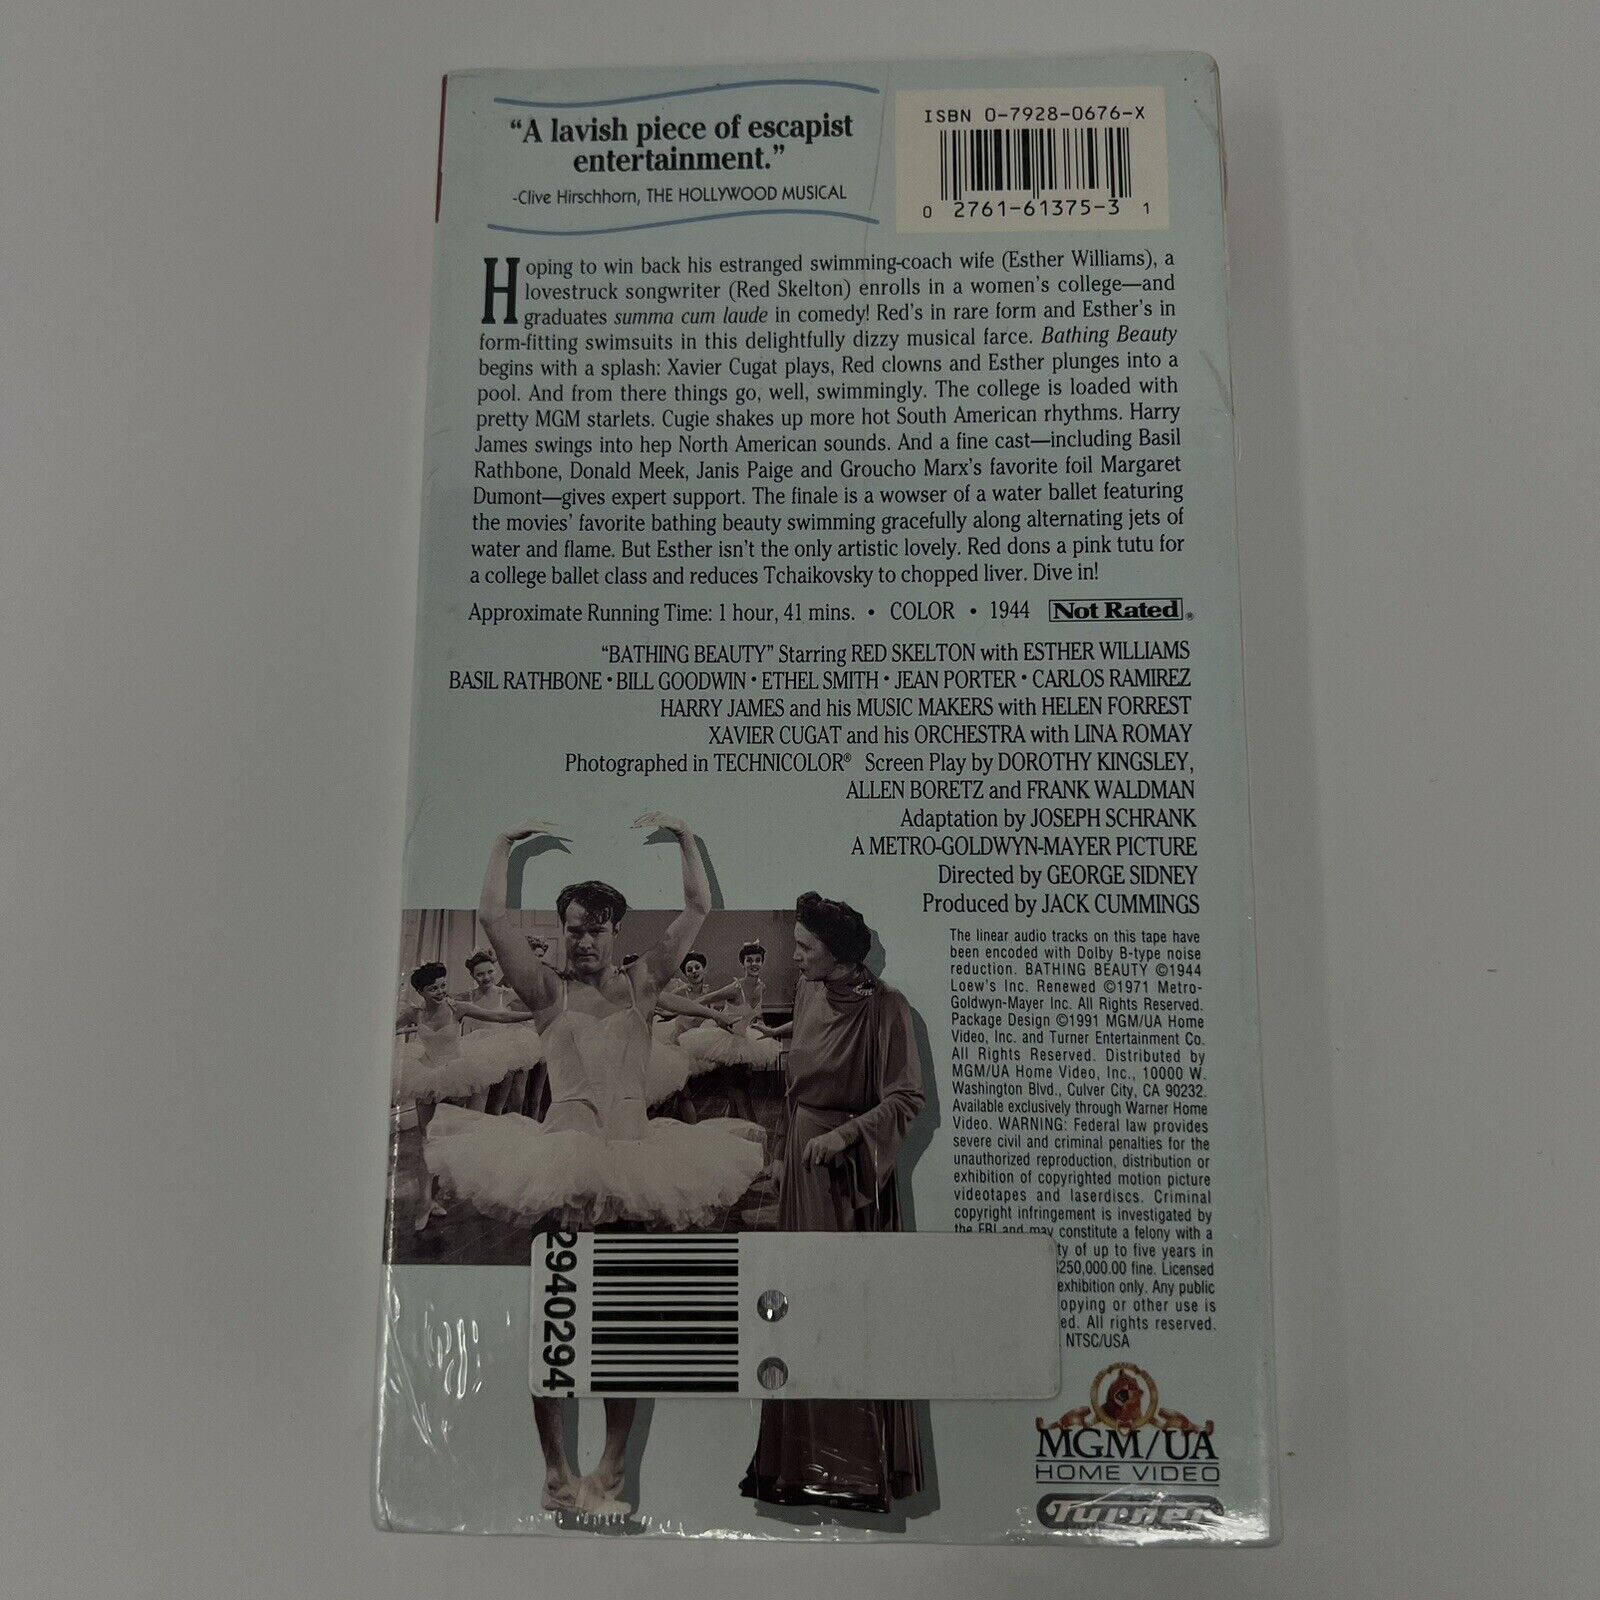 "A lavish piece of escapist
entertainment."
-Clive Hirschhorn, THE HOLLYWOOD MUSICAL
ISBN 0-7928-0676-X
0 2761-61375-3 1
Hoping to win back his estranged swimming-coach wife (Esther Williams), a
lovestruck songwriter (Red Skelton) enrolls in a women's college—and
graduates summa cum laude in comedy! Red's in rare form and Esther's in
form-fitting swimsuits in this delightfully dizzy musical farce. Bathing Beauty
begins with a splash: Xavier Cugat plays, Red clowns and Esther plunges into a
pool. And from there things go, well, swimmingly. The college is loaded with
pretty MGM starlets. Cugie shakes up more hot South American rhythms. Harry
James swings into hep North American sounds. And a fine cast—including Basil
Rathbone, Donald Meek, Janis Paige and Groucho Marx's favorite foil Margaret
Dumont—gives expert support. The finale is a wowser of a water ballet featuring
the movies' favorite bathing beauty swimming gracefully along alternating jets of
water and flame. But Esther isn't the only artistic lovely. Red dons a pink tutu for
a college ballet class and reduces Tchaikovsky to chopped liver. Dive in!
Approximate Running Time: 1 hour, 41 mins. • COLOR • 1944 Not Rated®
"BATHING BEAUTY" Starring RED SKELTON with ESTHER WILLIAMS
BASIL RATHBONE • BILL GOODWIN • ETHEL SMITH • JEAN PORTER • CARLOS RAMIREZ
HARRY JAMES and his MUSIC MAKERS with HELEN FORREST
XAVIER CUGAT and his ORCHESTRA with LINA ROMAY
Photographed in TECHNICOLOR® Screen Play by DOROTHY KINGSLEY,
ALLEN BORETZ and FRANK WALDMAN
Adaptation by JOSEPH SCHRANK
A METRO-GOLDWYN-MAYER PICTURE
Directed by GEORGE SIDNEY
Produced by JACK CUMMINGS
The linear audio tracks on this tape have
been encoded with Dolby B-type noise
reduction. BATHING BEAUTY ©1944
Loew's Inc. Renewed ©1971 Metro-
Goldwyn-Mayer Inc. All Rights Reserved.
Package Design ©1991 MGM/UA Home
Video, Inc. and Turner Entertainment Co.
All Rights Reserved. Distributed by
MGM/UA Home Video, Inc., 10000 W.
Washington Blvd., Culver City, CA 90232.
Available exclusively through Warner Home
Video. WARNING: Federal law provides
severe civil and criminal penalties for the
unauthorized reproduction, distribution or
exhibition of copyrighted motion picture
videotapes and laserdiscs. Criminal
copyright infringement is investigated by
the FBI and may constitute a felony with a
ty of up to five years in
$250,000.00 fine. Licensed
exhibition only. Any public
opying or other use is
ed. All rights reserved.
NTSC/USA
2940294
MGM/UA
HOME VIDEO
Turner